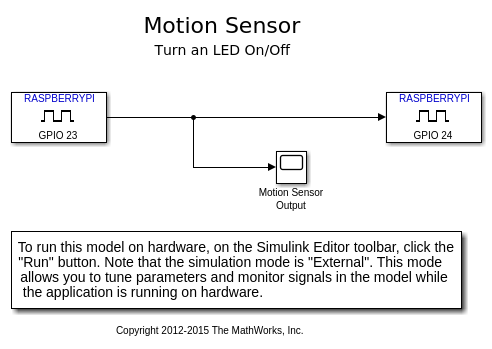 Motion Sensor
Turn an LED On/Off
RASPBERRYPI
GPIO 23
RASPBERRYPI
GPIO 24
Motion Sensor
Output
To run this model on hardware, on the Simulink Editor toolbar, click the
"Run" button. Note that the simulation mode is "External". This mode
allows you to tune parameters and monitor signals in the model while
the application is running on hardware.
Copyright 2012-2015 The MathWorks, Inc.